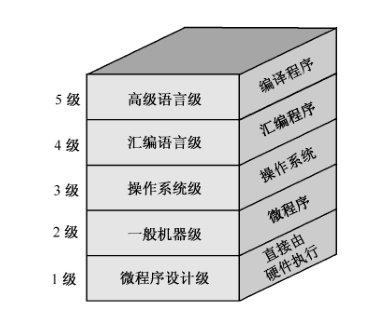 5 级 高级语言级 编译程序
4 级 汇编语言级 汇编程序
3 级 操作系统级 操作系统
2 级 一般机器级 微程序
1 级 微程序设计级 直接由
硬件执行